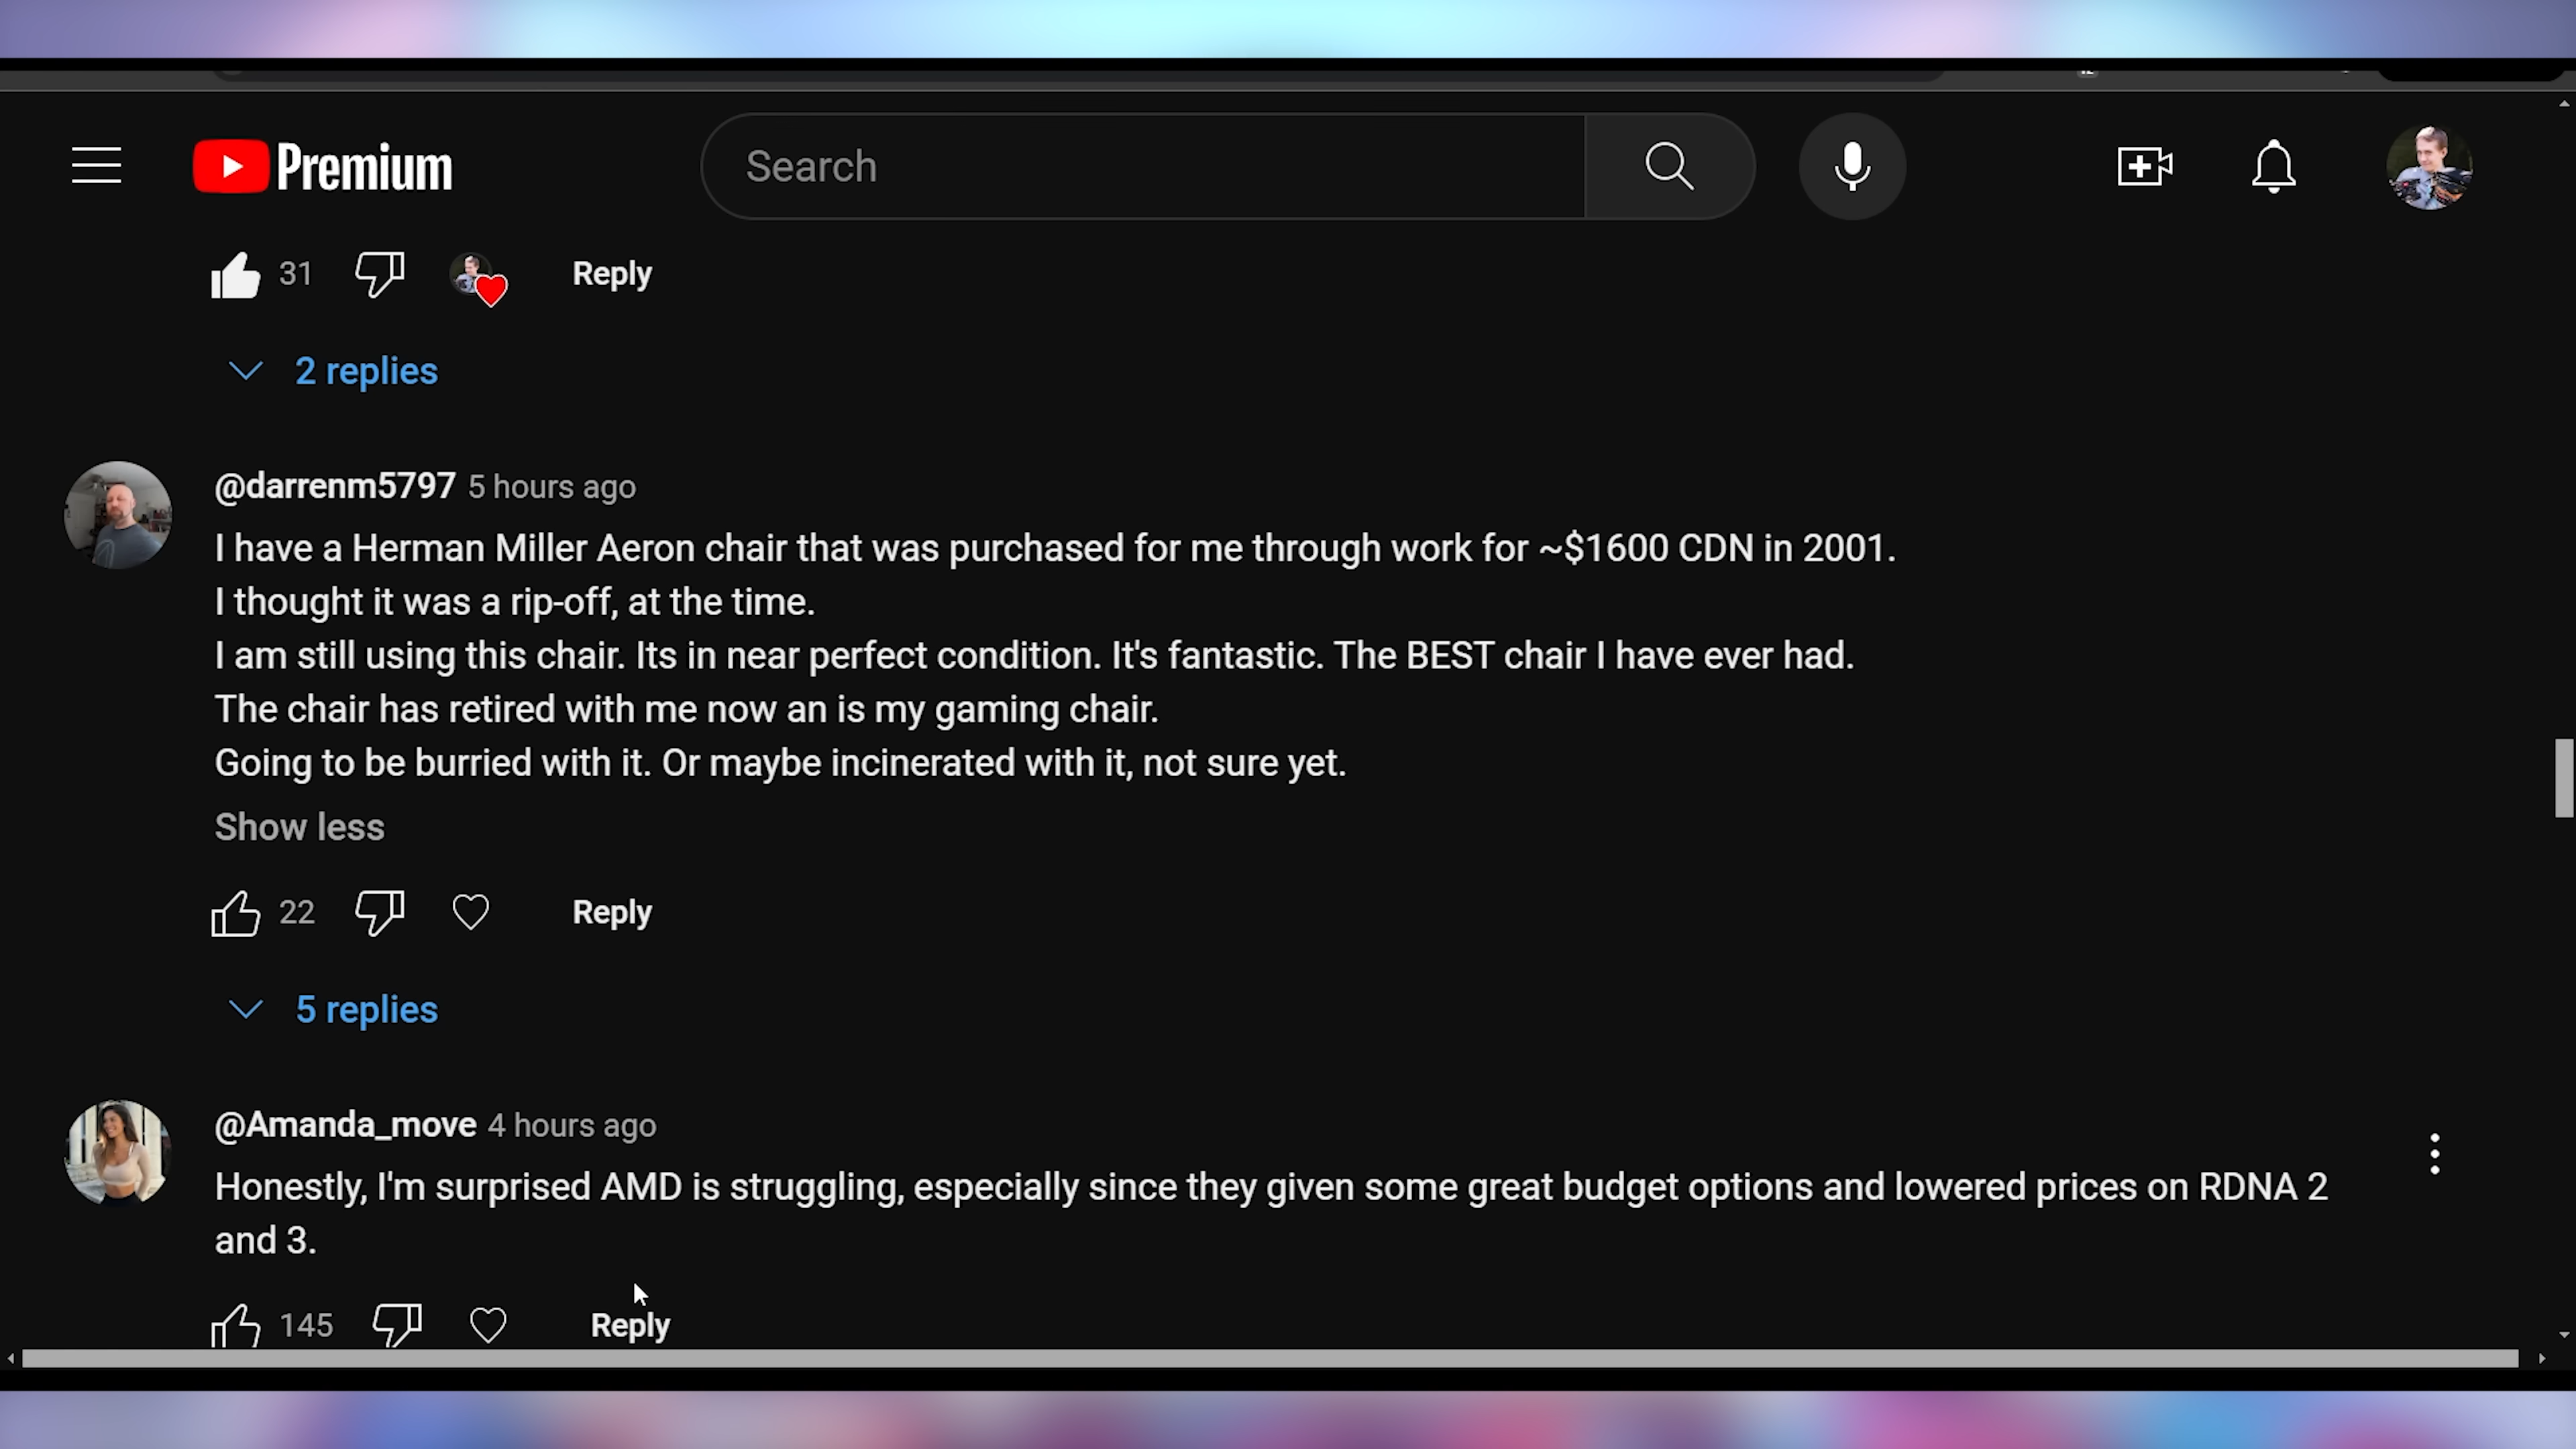 Premium
Search
31
Reply
2 replies
@darrenm5797 5 hours ago
I have a Herman Miller Aeron chair that was purchased for me through work for ~$1600 CDN in 2001.
I thought it was a rip-off, at the time.
I am still using this chair. Its in near perfect condition. It's fantastic. The BEST chair I have ever had.
The chair has retired with me now an is my gaming chair.
Going to be burried with it. Or maybe incinerated with it, not sure yet.
Show less
22
Reply
5 replies
@Amanda_move 4 hours ago
Honestly, I'm surprised AMD is struggling, especially since they given some great budget options and lowered prices on RDNA 2
and 3.
145
Reply